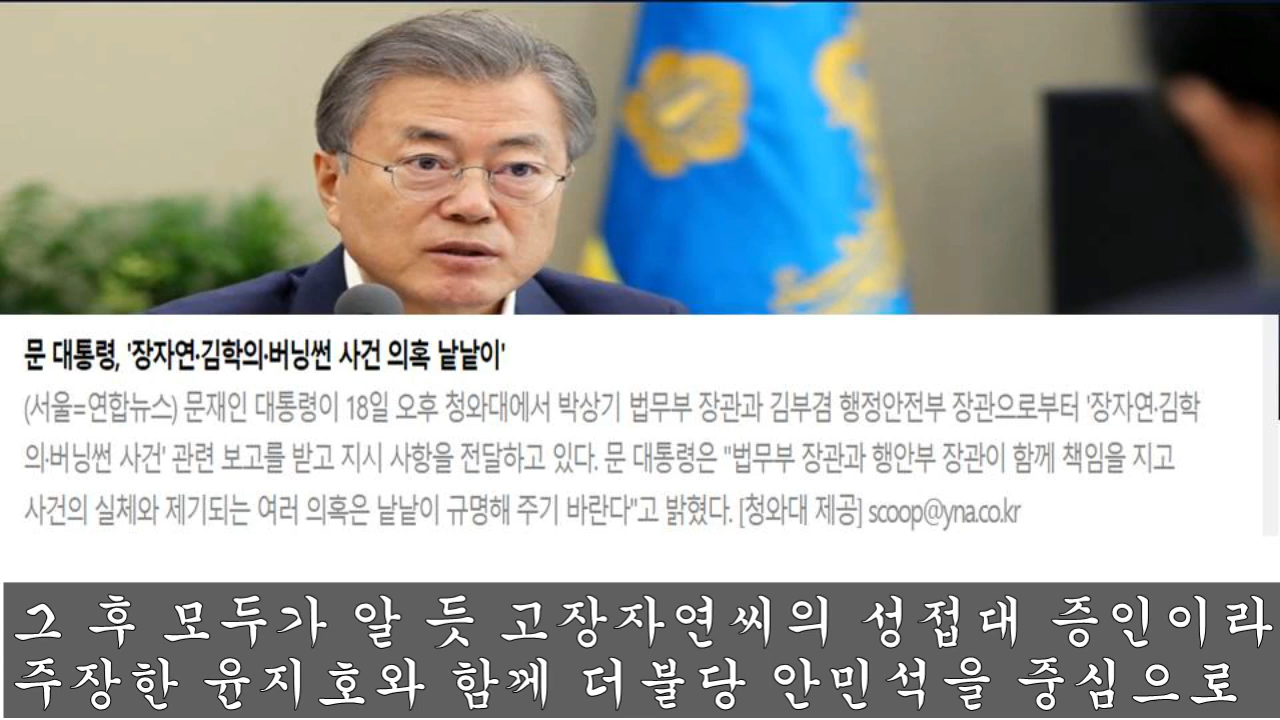 문 대통령, '장자연·김학의·버닝썬 사건 의혹 낱낱이'
(서울=연합뉴스) 문재인 대통령이 18일 오후 청와대에서 박상기 법무부 장관과 김부겸 행정안전부 장관으로부터 '장자연·김학
의·버닝썬 사건' 관련 보고를 받고 지시 사항을 전달하고 있다. 문 대통령은 "법무부 장관과 행안부 장관이 함께 책임을 지고
사건의 실체와 제기되는 여러 의혹은 낱낱이 규명해 주기 바란다"고 밝혔다. [청와대 제공] scoop@yna.co.kr
그 후 모두가 알 듯 고장자연씨의 성접대 증인이라
주장한 윤지호와 함께 더불당 안민석을 중심으로